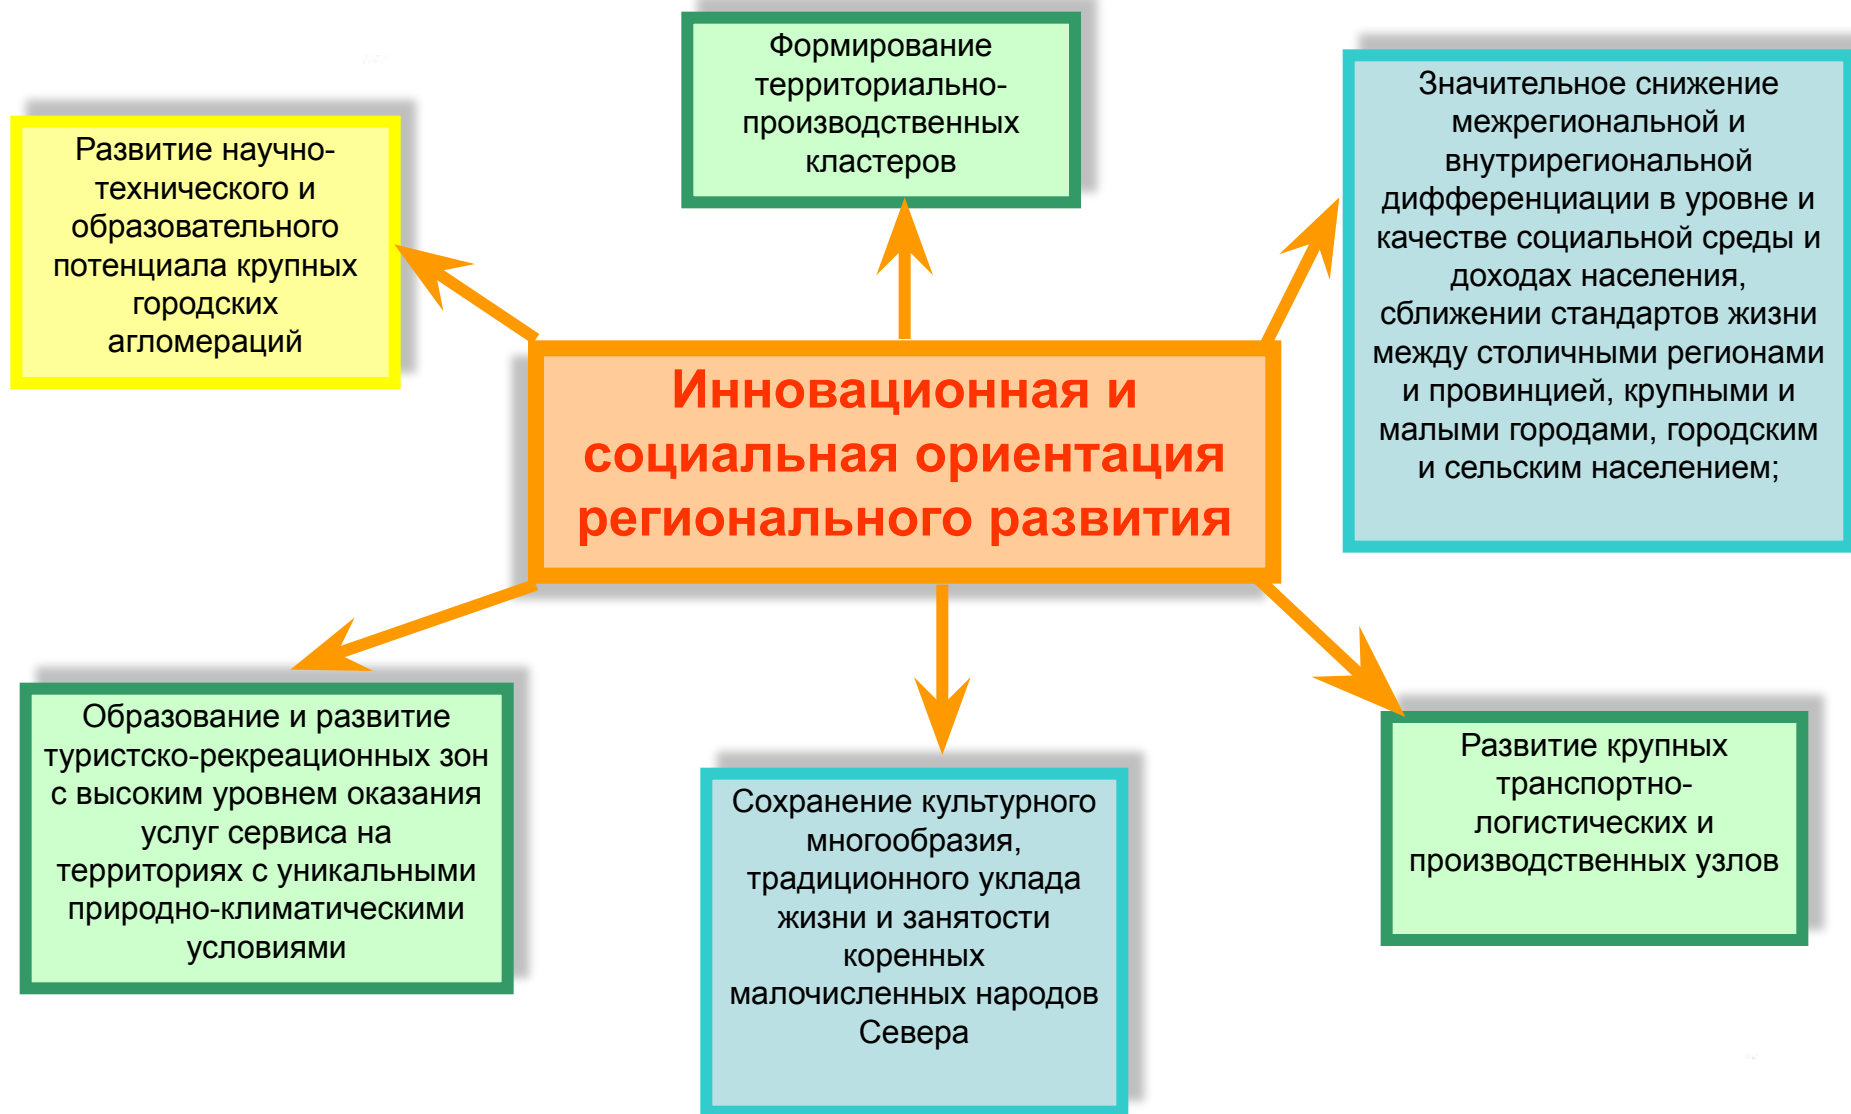 Формирование
территориально-
производственных
кластеров
Развитие научно-
технического и
образовательного
потенциала крупных
городских
агломераций
Значительное снижение
межрегиональной и
внутрирегиональной
дифференциации в уровне и
качестве социальной среды и
доходах населения,
сближении стандартов жизни
между столичными регионами
и провинцией, крупными и
малыми городами, городским
и сельским населением;
Инновационная и
социальная ориентация
регионального развития
Образование и развитие
туристско-рекреационных зон
с высоким уровнем оказания
услуг сервиса на
территориях с уникальными
природно-климатическими
условиями
Сохранение культурного
многообразия,
традиционного уклада
жизни и занятости
коренных
малочисленных народов
Севера
Развитие крупных
транспортно-
логистических и
производственных узлов